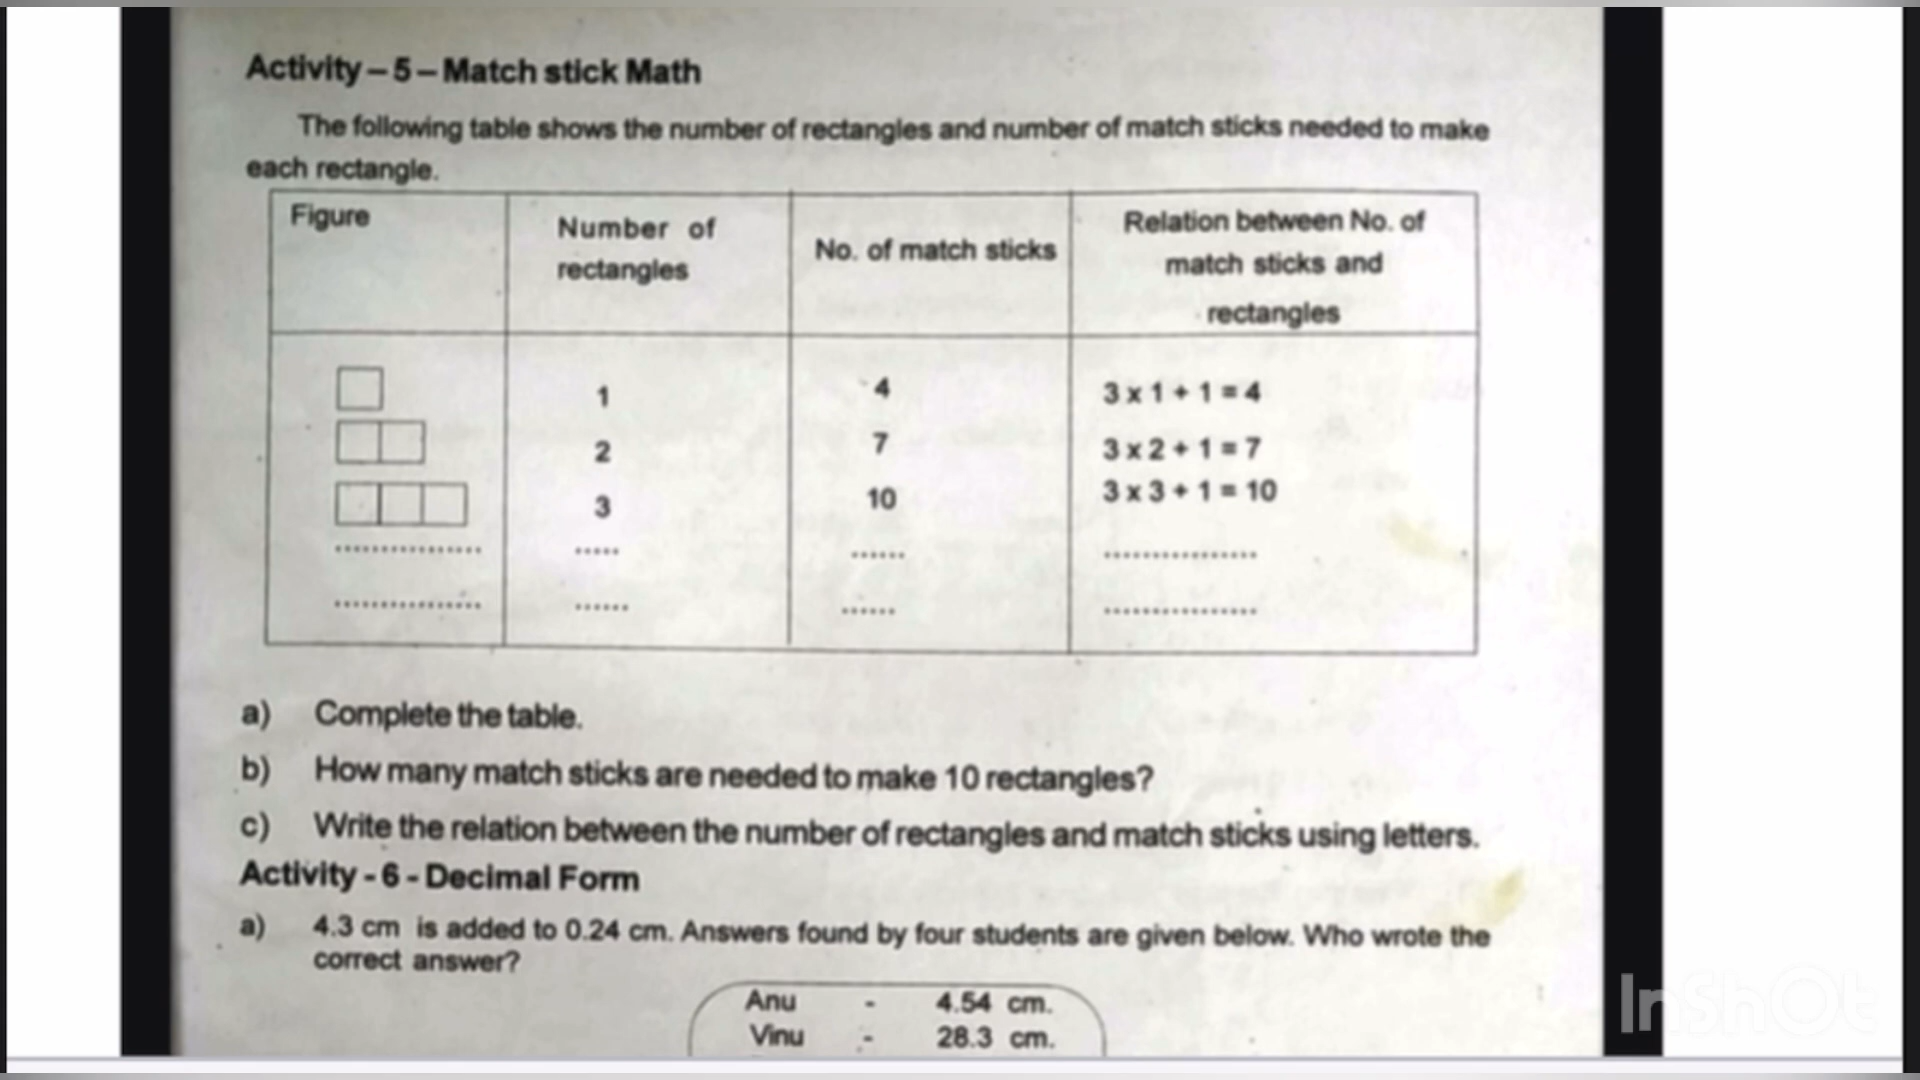 Activity – 5 – Match stick Math
The following table shows the number of rectangles and number of match sticks needed to make
each rectangle.
Figure
Number of
rectangles
No. of match sticks
Relation between No. of
match sticks and
rectangles
1 4 3 x 1 + 1 = 4
2 7 3 x 2 + 1 = 7
3 10 3 x 3 + 1 = 10
................ ..... ...... ................
................ ...... ...... ................
a) Complete the table.
b) How many match sticks are needed to make 10 rectangles?
c) Write the relation between the number of rectangles and match sticks using letters.
Activity - 6 - Decimal Form
a) 4.3 cm is added to 0.24 cm. Answers found by four students are given below. Who wrote the
correct answer?
Anu - 4.54 cm.
Vinu - 28.3 cm.
InShOt